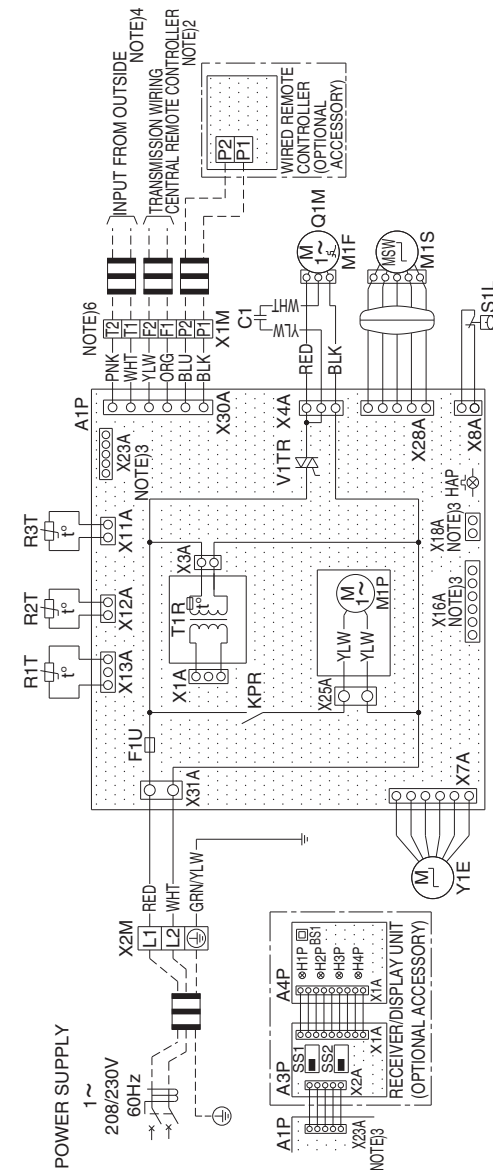 POWER SUPPLY
1~
208/230V
60Hz
X2M
L1
L2
RED
WHT
GRN/YLW
X31A
F1U
R1T
t°
X13A
R2T
t°
X12A
R3T
t°
X11A
X23A
NOTE)3
A1P
X1A
T1R
t°
X3A
KPR
X25A
YLW
YLW
M
1~
M1P
V1TR
X30A
PNK
WHT
YLW
ORG
BLU
BLK
NOTE)6
T2
T1
F2
F1
P2
P1
X1M
INPUT FROM OUTSIDE
NOTE)4
TRANSMISSION WIRING
CENTRAL REMOTE CONTROLLER
NOTE)2
P2
P1
WIRED REMOTE
CONTROLLER
(OPTIONAL
ACCESSORY)
X4A
RED
YLW
WHT
BLK
C1
M
1~
Q1M
M1F
X28A
MSW
M1S
X8A
S1L
HAP
X18A
NOTE)3
X16A
NOTE)3
X7A
M
Y1E
A1P
X23A
NOTE)3
A3P
SS1
SS2
X2A
X1A
A4P
BS1
H1P
H2P
H3P
H4P
X1A
RECEIVER/DISPLAY UNIT
(OPTIONAL ACCESSORY)